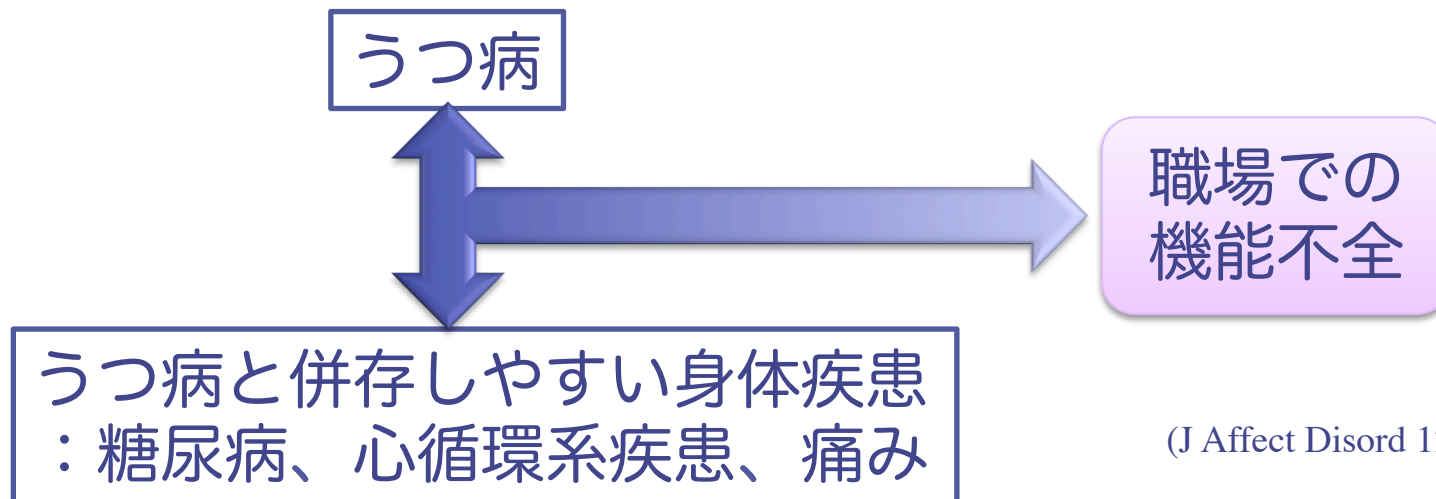 うつ病
職場での
機能不全
うつ病と併存しやすい身体疾患
：糖尿病、心循環系疾患、痛み
(J Affect Disord